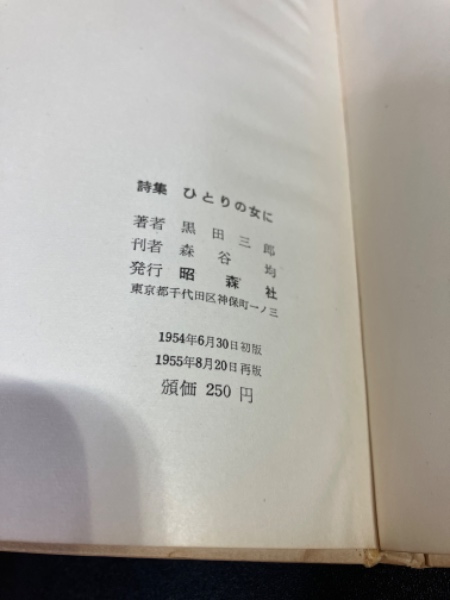 詩集 ひとりの女に
著者 黒田三郎
刊者 森谷均
発行 昭森社
東京都千代田区神保町一ノ三
1954年6月30日初版
1955年8月20日再版
頒価 250 円